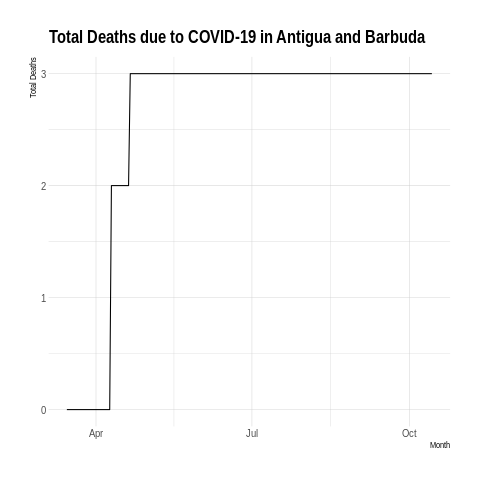 Total Deaths due to COVID-19 in Antigua and Barbuda
Total Deaths
3
2
1
0
Apr Jul Oct
Month